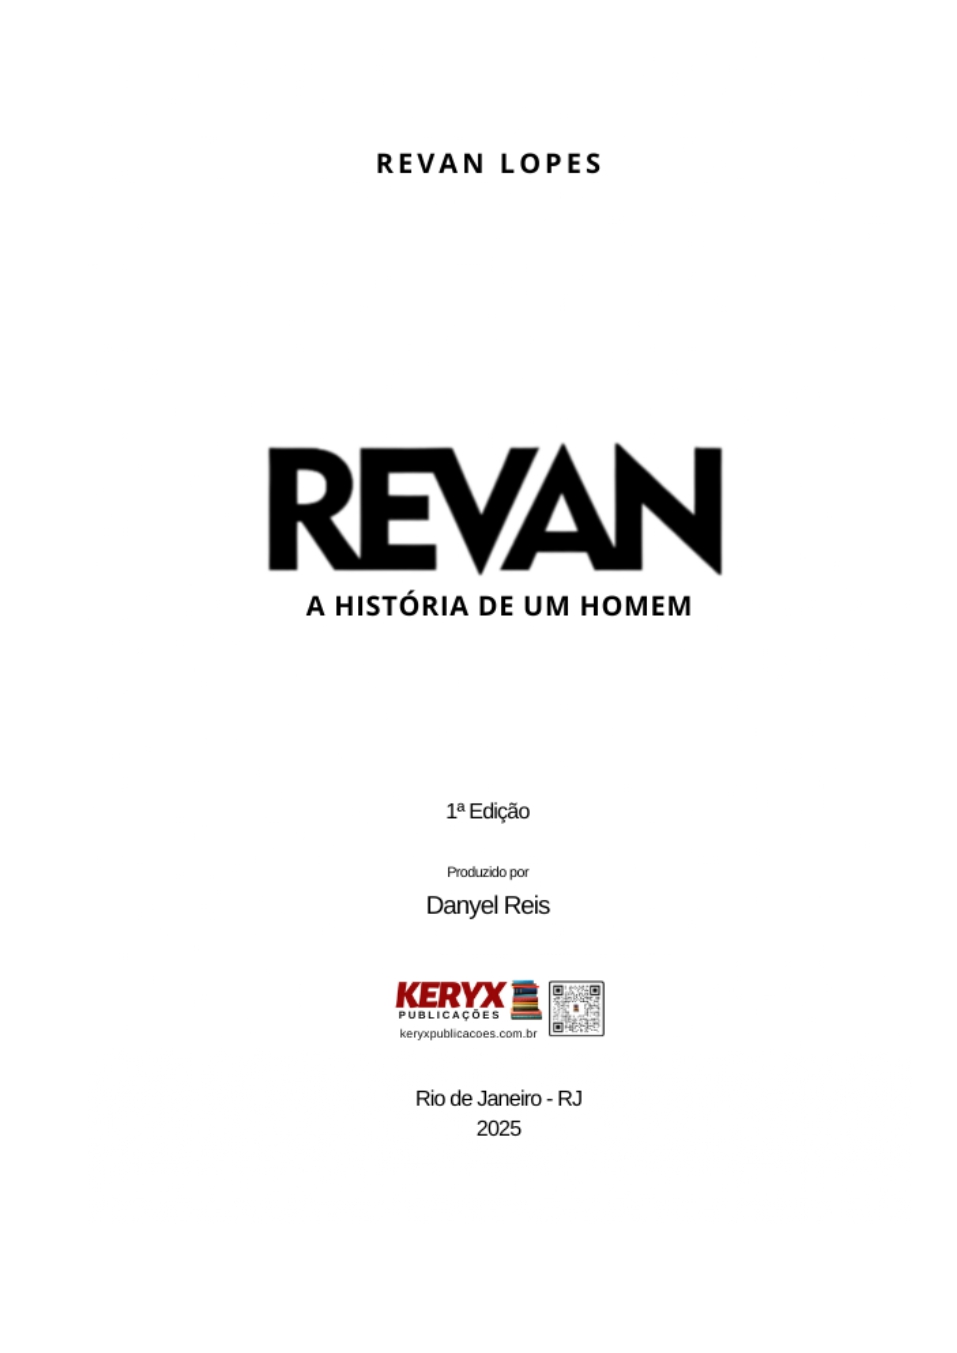 REVAN LOPES
REVAN
A HISTÓRIA DE UM HOMEM
1ª Edição
Produzido por
Danyel Reis
KERYX
PUBLICAÇÕES
keryxpublicacoes.com.br
Rio de Janeiro - RJ
2025